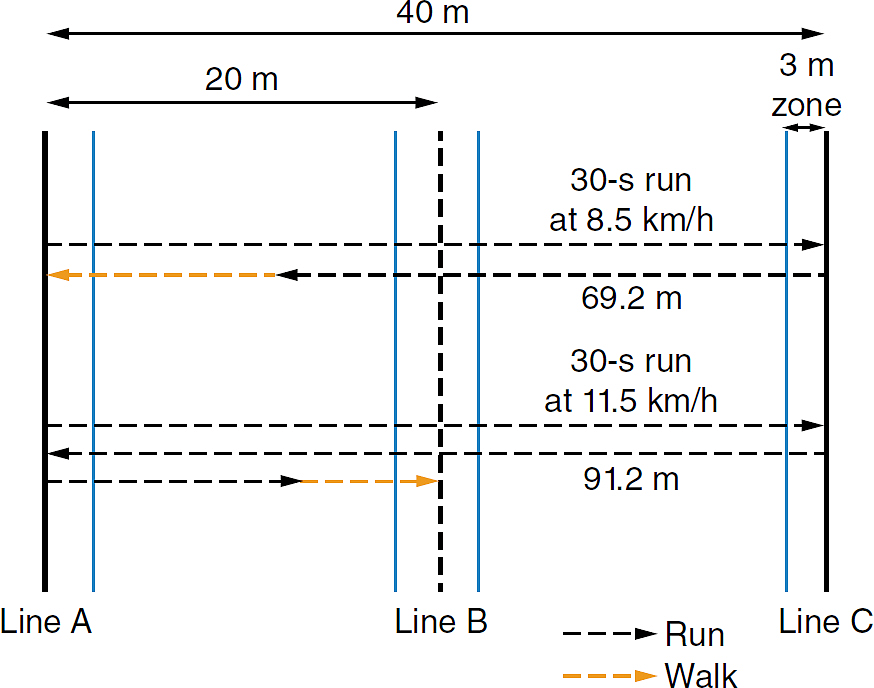 40 m
20 m
3 m
zone
30-s run
at 8.5 km/h
69.2 m
30-s run
at 11.5 km/h
91.2 m
Line A
Line B
Line C
Run
Walk